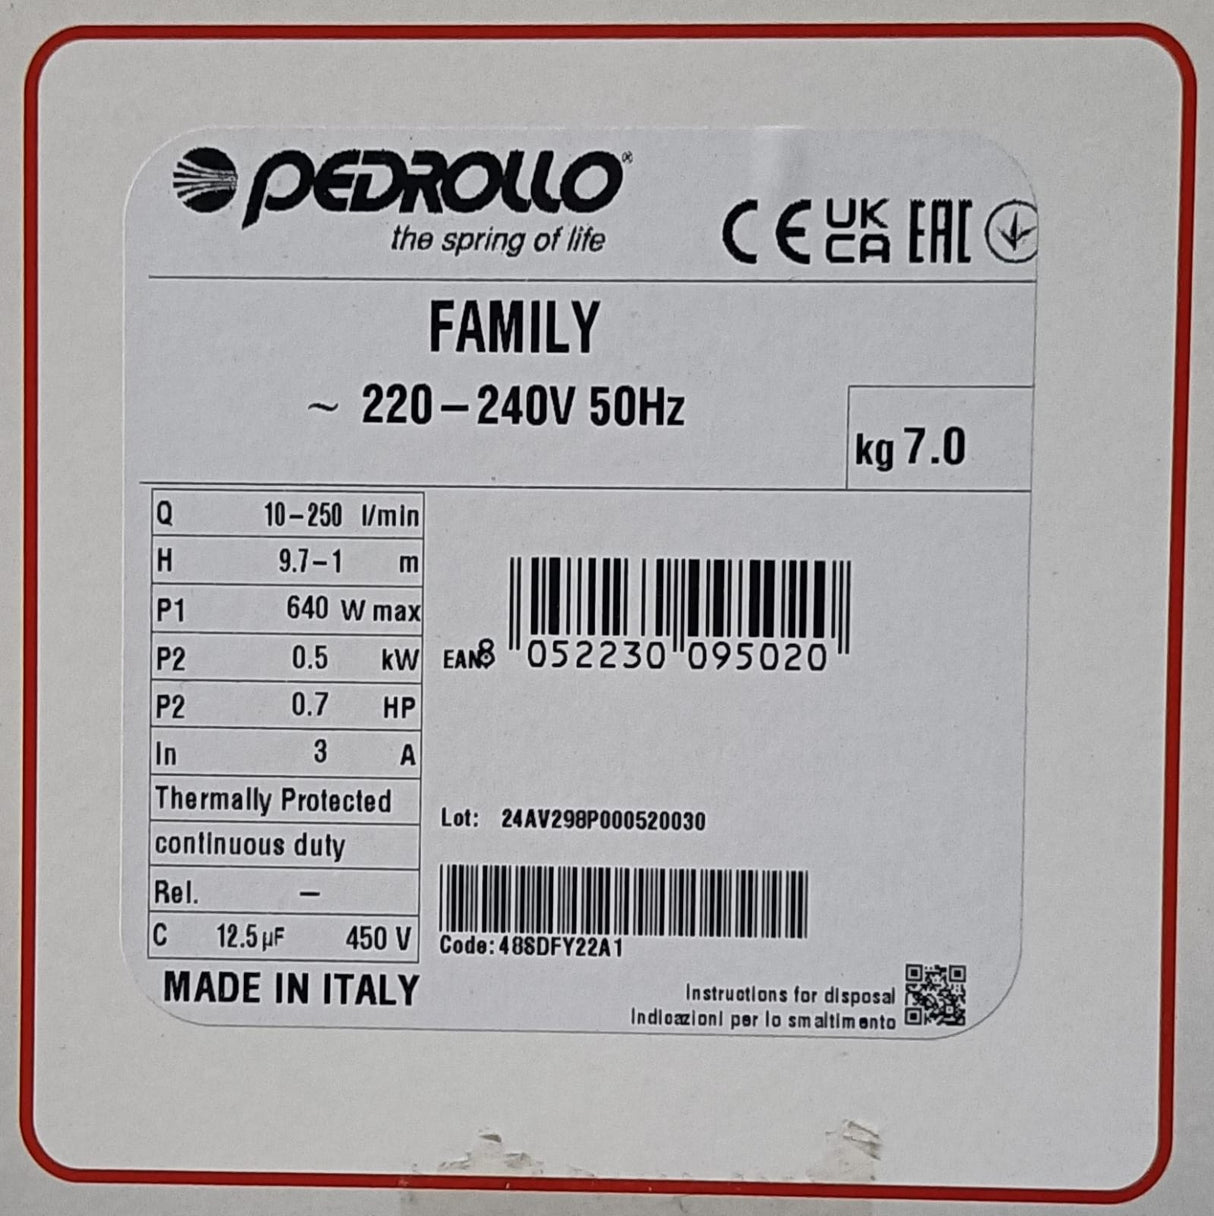 PEDROLLO®
the spring of life
CE UK CA EAC
FAMILY
~ 220–240V 50Hz
kg 7.0
Q 10–250 l/min
H 9.7–1 m
P1 640 W max
P2 0.5 kW
P2 0.7 HP
In 3 A
Thermally Protected
continuous duty
Rel. –
C 12.5 µF 450 V
MADE IN ITALY
EAN 8 052230 095020
Lot: 24AV298P000520030
Code: 48SDFY22A1
Instructions for disposal
Indicazioni per lo smaltimento